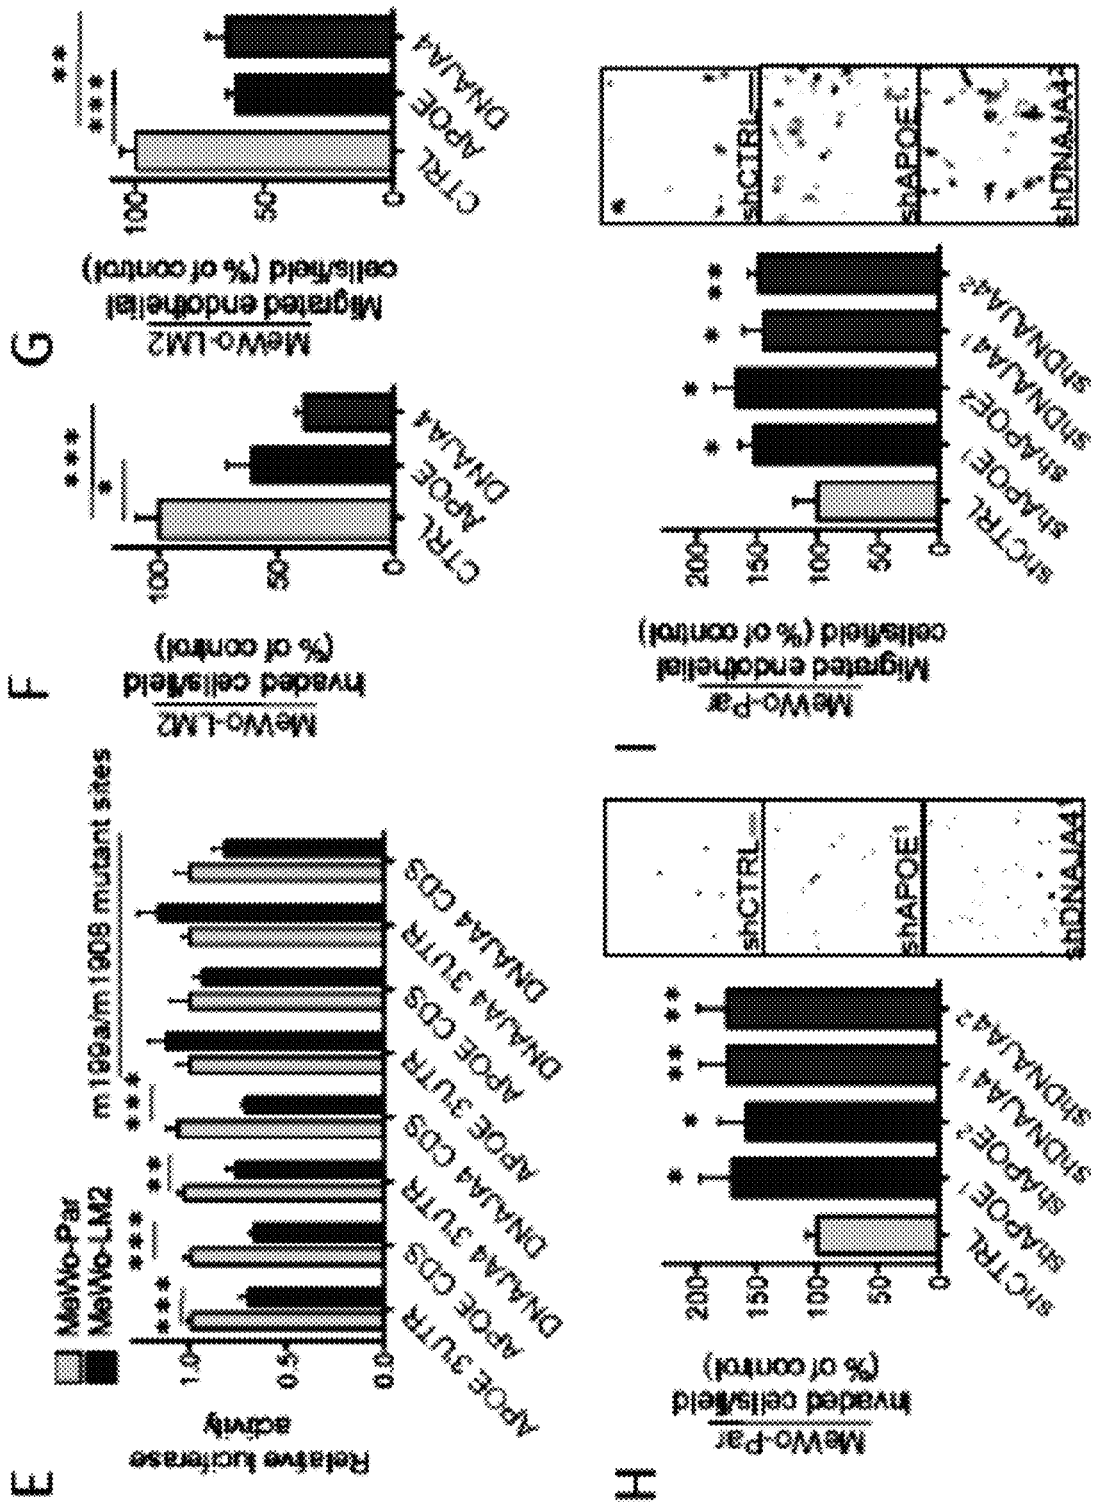 E
MeWo-Par
MeWo-LM2
m199a/m1908 mutant sites
***
***
**
***
Relative luciferase
activity
1.0
0.5
0.0
APOE 3'UTR
APOE CDS
DNAJA4 3'UTR
DNAJA4 CDS
APOE 3'UTR
APOE CDS
DNAJA4 3'UTR
DNAJA4 CDS
F
MeWo-LM2
Invaded cells/field
(% of control)
***
*
100
50
0
CTRL
APOE
DNAJA4
G
MeWo-LM2
Migrated endothelial
cells/field (% of control)
**
***
100
50
0
CTRL
APOE
DNAJA4
H
MeWo-Par
Invaded cells/field
(% of control)
200
150
100
50
0
*
*
**
**
shCTRL
shAPOE1
shAPOE2
shDNAJA41
shDNAJA42
shCTRL
shAPOE1
shDNAJA41
I
MeWo-Par
Migrated endothelial
cells/field (% of control)
200
150
100
50
0
*
*
*
**
shCTRL
shAPOE1
shAPOE2
shDNAJA41
shDNAJA42
shCTRL
shAPOE1
shDNAJA42